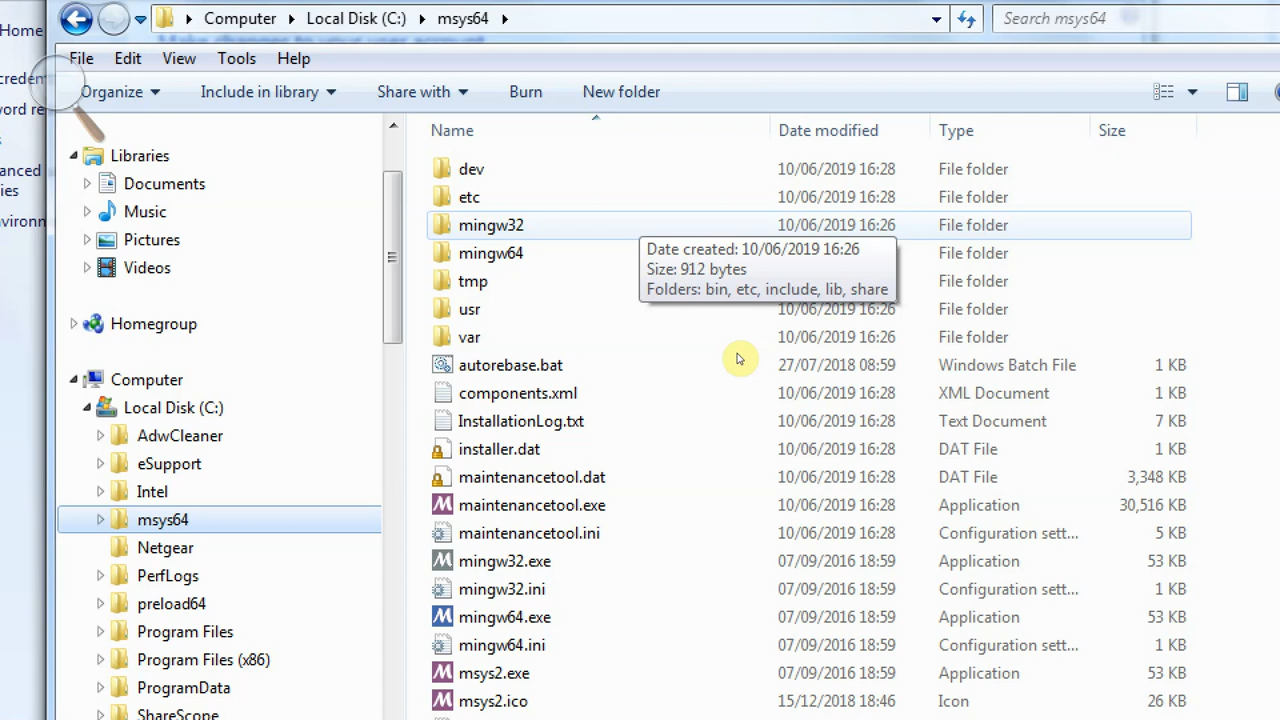 Computer Local Disk (C:) msys64 Search msys64
File Edit View Tools Help
Organize Include in library Share with Burn New folder
Home
word re
Libraries
Documents
Music
Pictures
Videos
Homegroup
Computer
Local Disk (C:)
AdwCleaner
eSupport
Intel
msys64
Netgear
PerfLogs
preload64
Program Files
Program Files (x86)
ProgramData
ShareScope
Name Date modified Type Size
dev 10/06/2019 16:28 File folder
etc 10/06/2019 16:28 File folder
mingw32 10/06/2019 16:26 File folder
mingw64 File folder
tmp File folder
usr 10/06/2019 16:26 File folder
var 10/06/2019 16:26 File folder
autorebase.bat 27/07/2018 08:59 Windows Batch File 1 KB
components.xml 10/06/2019 16:28 XML Document 1 KB
InstallationLog.txt 10/06/2019 16:28 Text Document 7 KB
installer.dat 10/06/2019 16:28 DAT File 1 KB
maintenancetool.dat 10/06/2019 16:28 DAT File 3,348 KB
maintenancetool.exe 10/06/2019 16:28 Application 30,516 KB
maintenancetool.ini 10/06/2019 16:28 Configuration sett... 5 KB
mingw32.exe 07/09/2016 18:59 Application 53 KB
mingw32.ini 07/09/2016 18:59 Configuration sett... 1 KB
mingw64.exe 07/09/2016 18:59 Application 53 KB
mingw64.ini 07/09/2016 18:59 Configuration sett... 1 KB
msys2.exe 07/09/2016 18:59 Application 53 KB
msys2.ico 15/12/2018 18:46 Icon 26 KB
Date created: 10/06/2019 16:26
Size: 912 bytes
Folders: bin, etc, include, lib, share